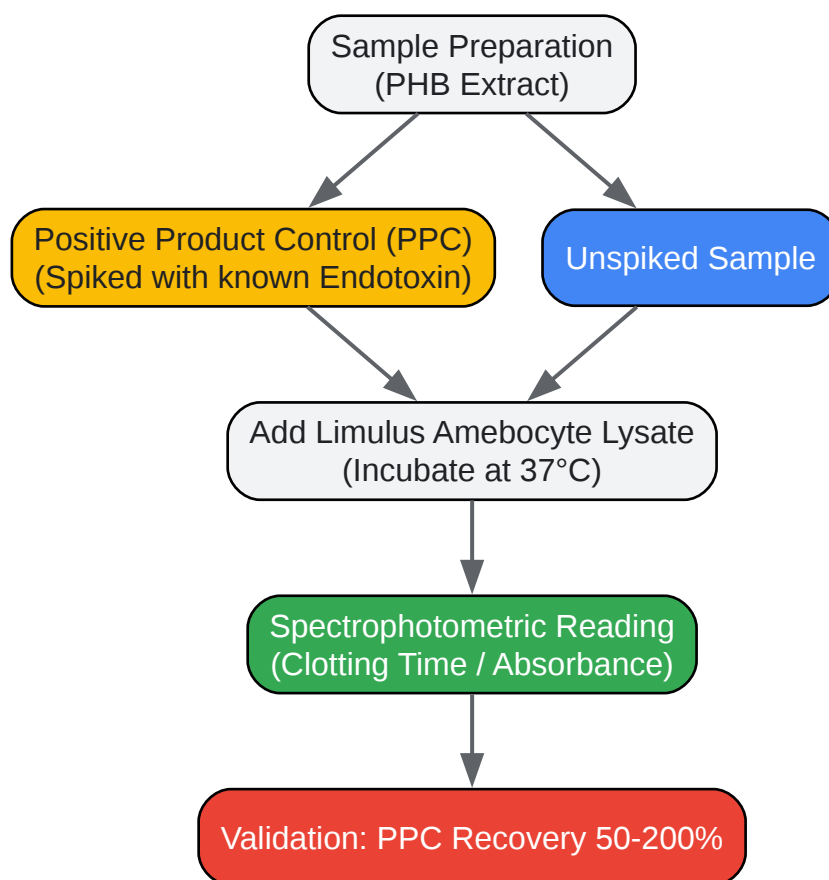 Sample Preparation
(PHB Extract)
Positive Product Control (PPC)
(Spiked with known Endotoxin)
Unspiked Sample
Add Limulus Amebocyte Lysate
(Incubate at 37°C)
Spectrophotometric Reading
(Clotting Time / Absorbance)
Validation: PPC Recovery 50-200%